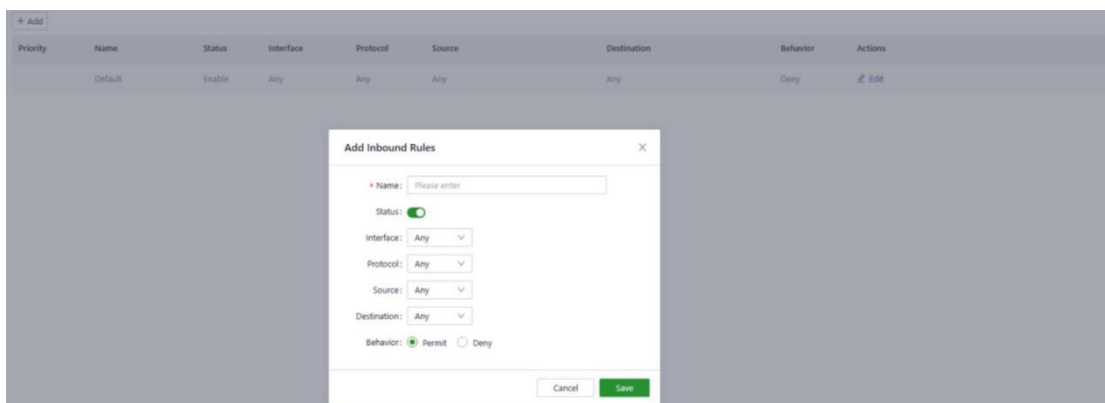 + Add
Priority Name Status Interface Protocol Source Destination Behavior Actions
Default Enable Any Any Any Any Deny Edit
Add Inbound Rules
* Name: Please enter
Status:
Interface: Any
Protocol: Any
Source: Any
Destination: Any
Behavior: Permit Deny
Cancel Save